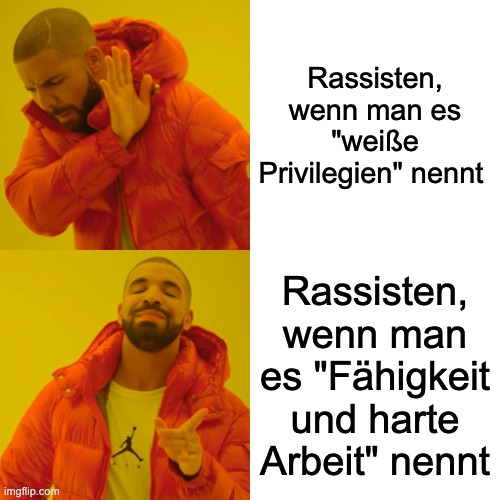 Rassisten,
wenn man es
"weiße
Privilegien" nennt
Rassisten,
wenn man
es "Fähigkeit
und harte
Arbeit" nennt
imgflip.com